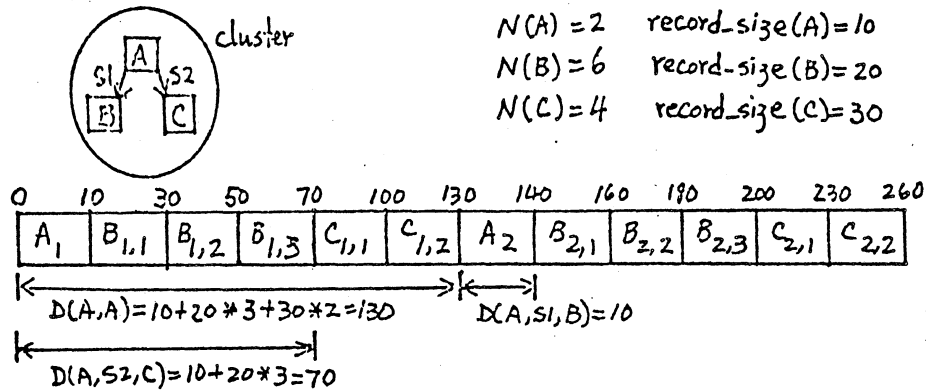 cluster
A
S1 S2
B C
N(A)=2 record_size(A)=10
N(B)=6 record-size(B)=20
N(C)=4 record_size(C)=30
0 10 30 50 70 100 130 140 160 180 200 230 260
A1 B1,1 B1,2 B1,3 C1,1 C1,2 A2 B2,1 B2,2 B2,3 C2,1 C2,2
D(A,A)=10+20*3+30*2=130 D(A,S1,B)=10
D(A,S2,C)=10+20*3=70